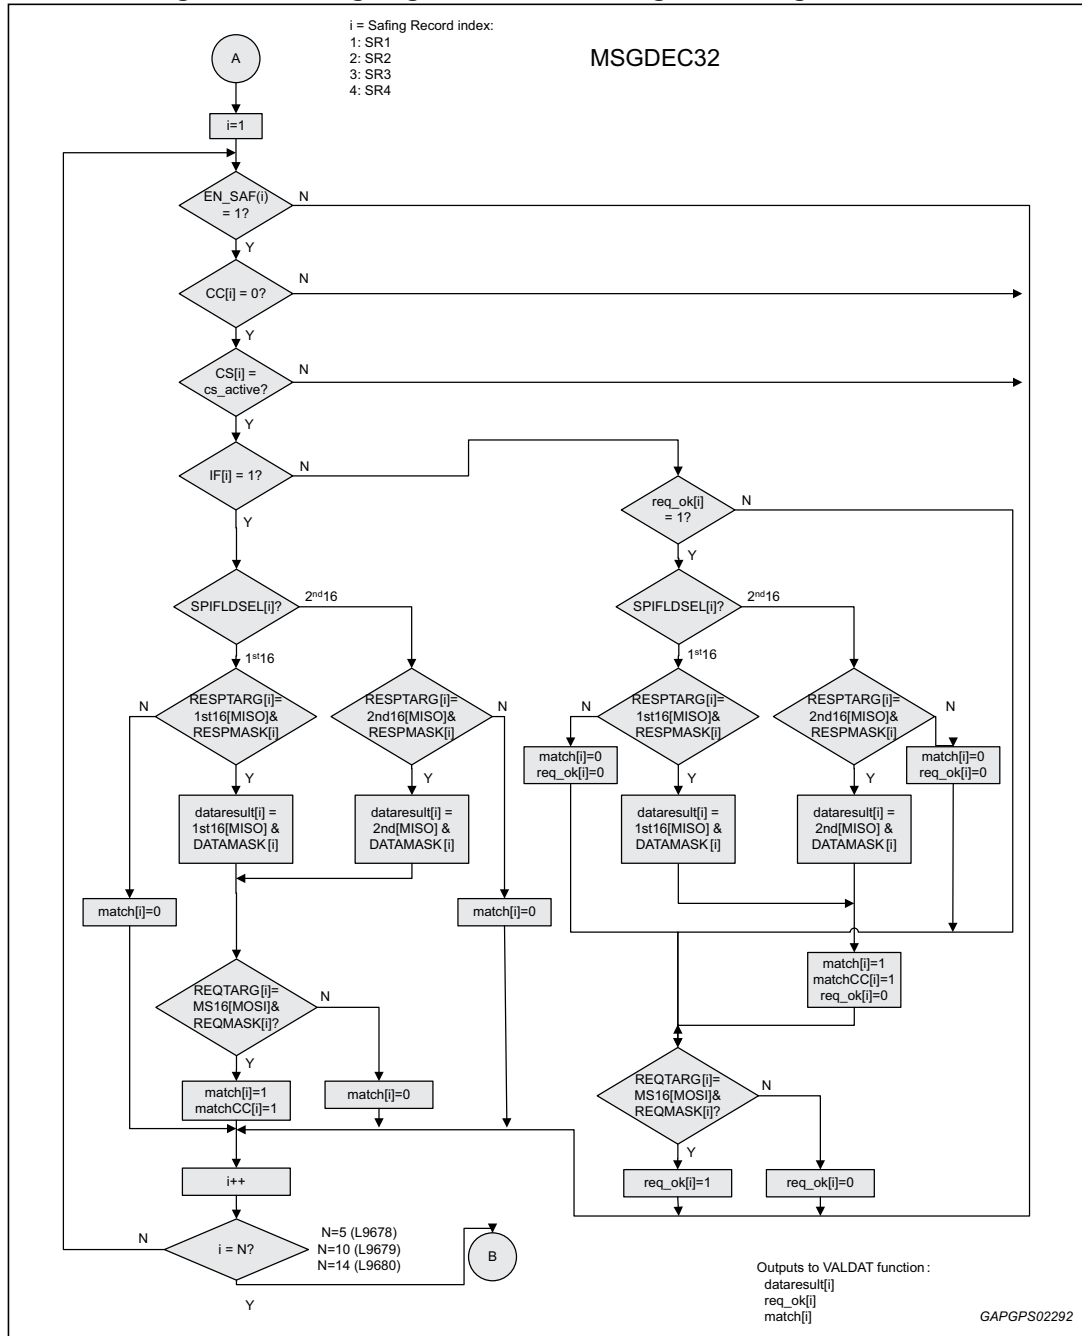 i = Safing Record index:
1: SR1
2: SR2
3: SR3
4: SR4
MSGDEC32
A
i=1
EN_SAF(i)
= 1?
N
Y
CC[i] = 0?
N
Y
CS[i] =
cs_active?
N
Y
IF[i] = 1?
N
Y
req_ok[i]
= 1?
N
Y
SPIFLDSEL[i]?
2nd16
1st16
SPIFLDSEL[i]?
2nd16
1st16
RESPTARG[i]=
1st16[MISO]&
RESPMASK[i]
N
Y
RESPTARG[i]=
2nd16[MISO]&
RESPMASK[i]
N
Y
RESPTARG[i]=
1st16[MISO]&
RESPMASK[i]
N
Y
RESPTARG[i]=
2nd16[MISO]&
RESPMASK[i]
N
Y
match[i]=0
req_ok[i]=0
match[i]=0
req_ok[i]=0
dataresult[i] =
1st16[MISO] &
DATAMASK[i]
dataresult[i] =
2nd[MISO] &
DATAMASK[i]
dataresult[i] =
1st16[MISO] &
DATAMASK[i]
dataresult[i] =
2nd[MISO] &
DATAMASK[i]
match[i]=0
match[i]=0
match[i]=1
matchCC[i]=1
req_ok[i]=0
REQTARG[i]=
MS16[MOSI]&
REQMASK[i]?
N
Y
match[i]=1
matchCC[i]=1
match[i]=0
REQTARG[i]=
MS16[MOSI]&
REQMASK[i]?
N
Y
req_ok[i]=1
req_ok[i]=0
i++
i = N?
N
Y
N=5 (L9678)
N=10 (L9679)
N=14 (L9680)
B
Outputs to VALDAT function :
dataresult[i]
req_ok[i]
match[i]
GAPGPS02292